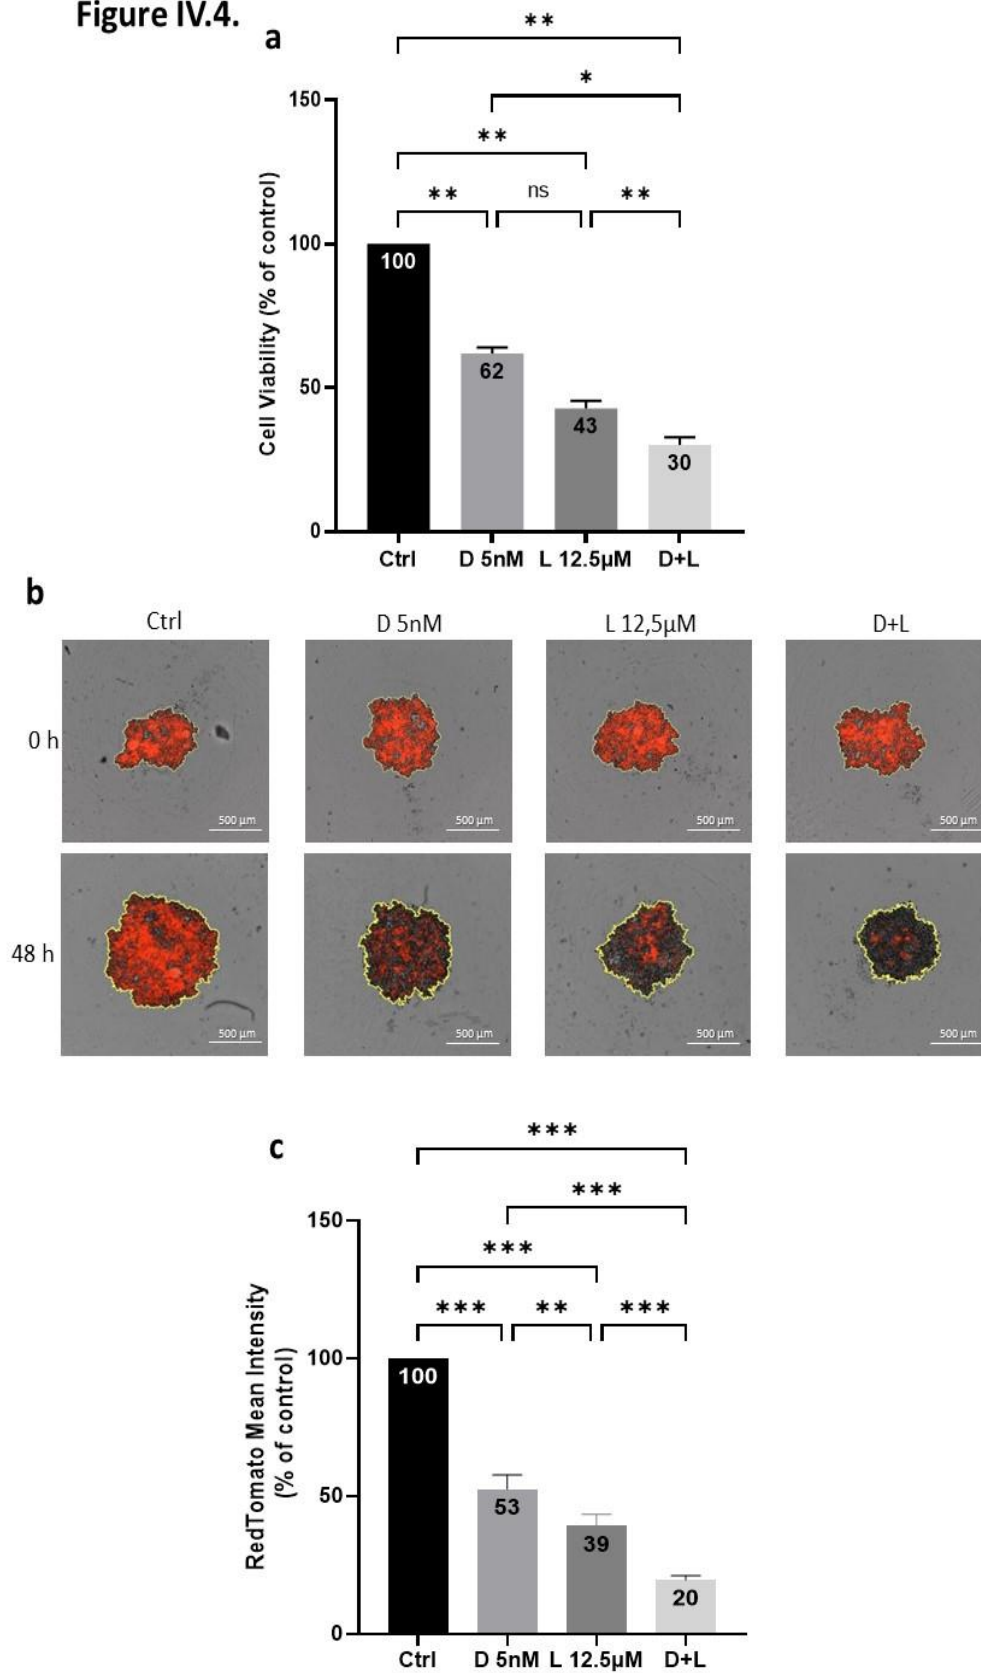 Figure IV.4.
a
**
*
**
** ns **
150
100
50
0
Cell Viability (% of control)
100
62
43
30
Ctrl D 5nM L 12.5µM D+L
b
Ctrl D 5nM L 12,5µM D+L
0 h
500 µm 500 µm 500 µm 500 µm
48 h
500 µm 500 µm 500 µm 500 µm
c
***
***
***
*** ** ***
150
100
50
0
RedTomato Mean Intensity
(% of control)
100
53
39
20
Ctrl D 5nM L 12.5µM D+L